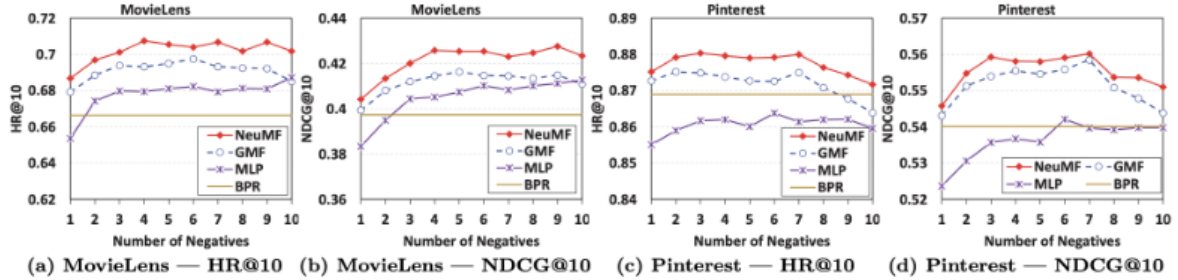 MovieLens
0.72
0.7
0.68
0.66
0.64
0.62
HR@10
NeuMF
GMF
MLP
BPR
1 2 3 4 5 6 7 8 9 10
Number of Negatives
(a) MovieLens — HR@10
MovieLens
0.44
0.42
0.4
0.38
0.36
NDCG@10
NeuMF
GMF
MLP
BPR
1 2 3 4 5 6 7 8 9 10
Number of Negatives
(b) MovieLens — NDCG@10
Pinterest
0.89
0.88
0.87
0.86
0.85
0.84
HR@10
NeuMF
GMF
MLP
BPR
1 2 3 4 5 6 7 8 9 10
Number of Negatives
(c) Pinterest — HR@10
Pinterest
0.57
0.56
0.55
0.54
0.53
0.52
NDCG@10
NeuMF GMF
MLP BPR
1 2 3 4 5 6 7 8 9 10
Number of Negatives
(d) Pinterest — NDCG@10